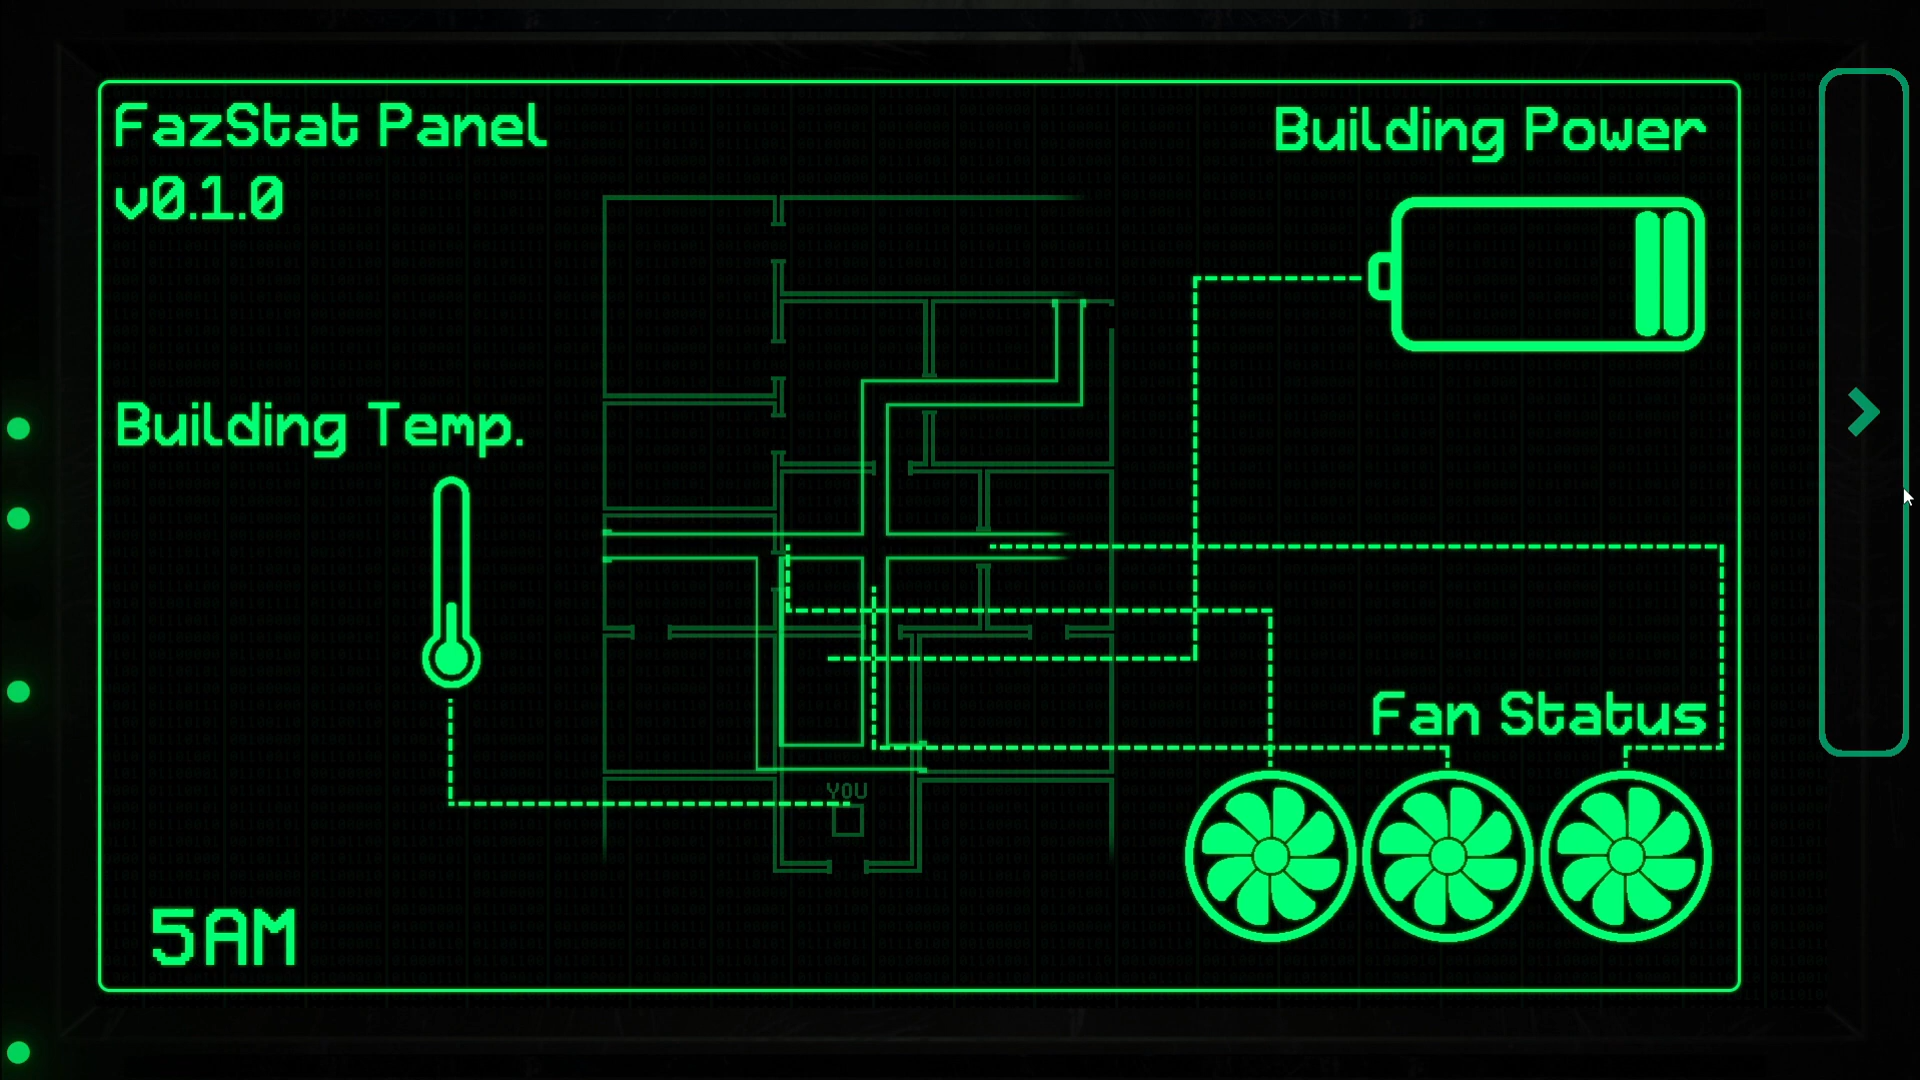 FazStat Panel
v0.1.0
Building Power
Building Temp.
Fan Status
YOU
5AM